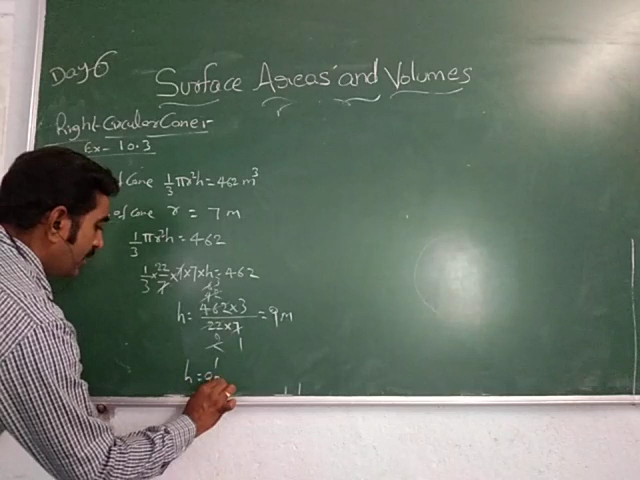 Day-6
Surface Areas and Volumes
Right Circular Cone:-
Ex- 10.3
of Cone 1/3 πr²h = 462 m³
of Cone r = 7 m
1/3 πr²h = 462
1/3 × 22/7 × 7 × 7 × h = 462
h = 462×3 / 22×7 = 9 m
h =